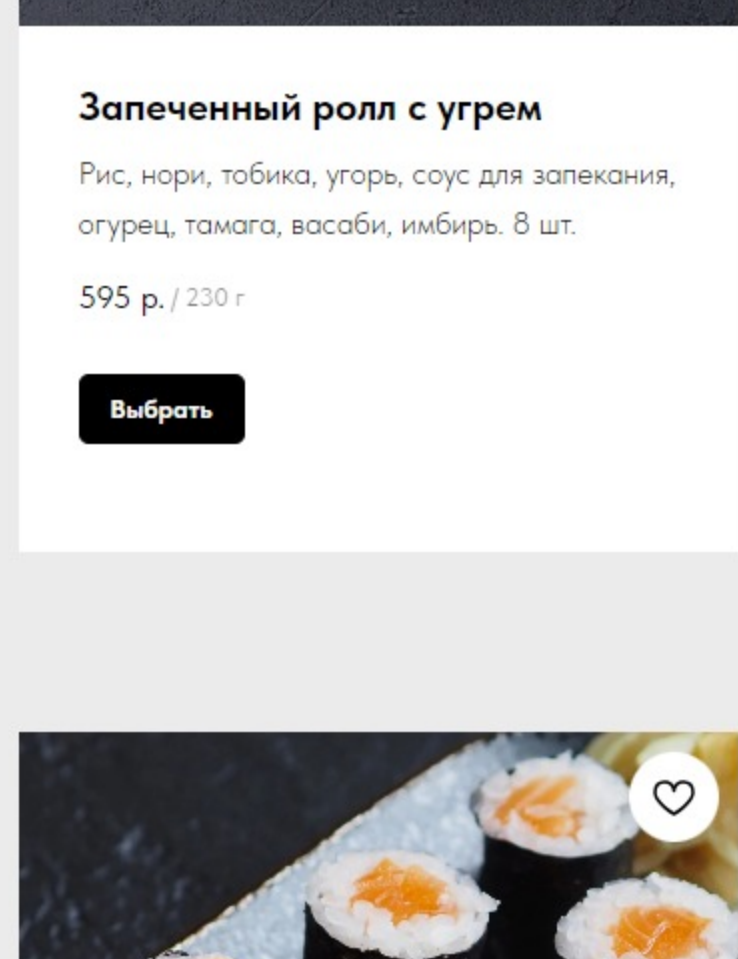 Запеченный ролл с угрем
Рис, нори, тобика, угорь, соус для запекания,
огурец, тамага, васаби, имбирь. 8 шт.
595 р. / 230 г
Выбрать